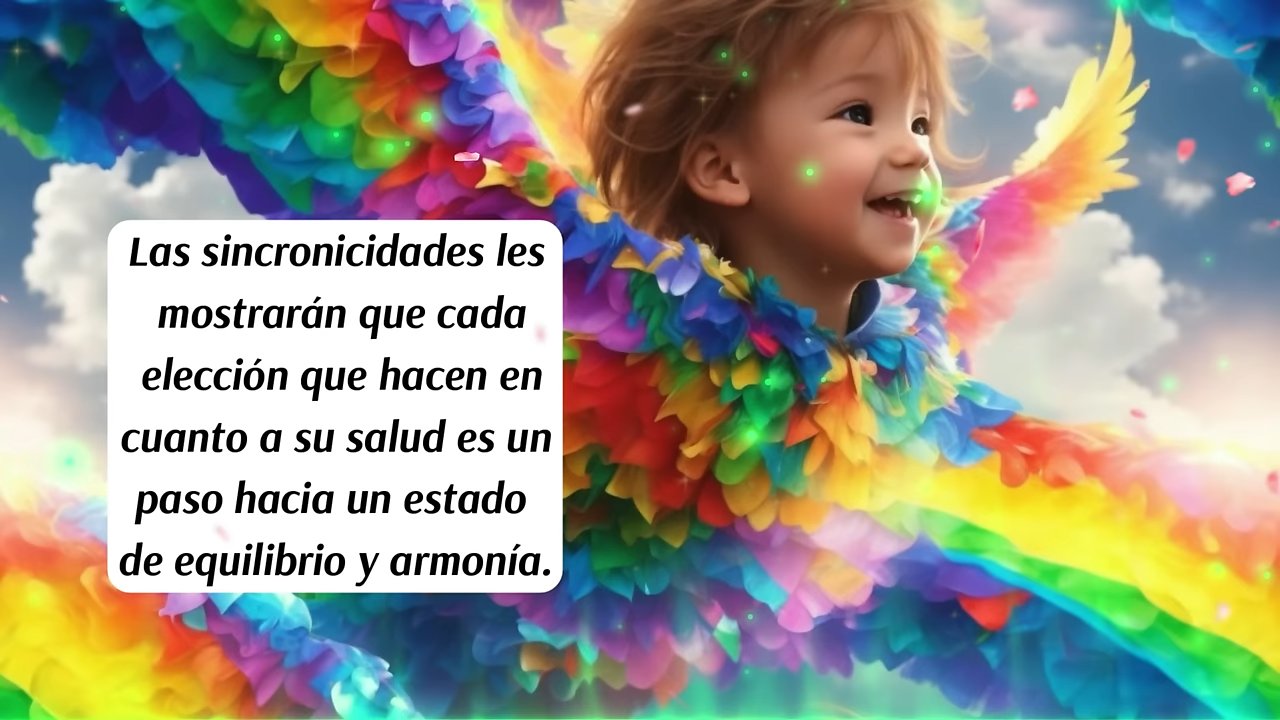 Las sincronicidades les
mostrarán que cada
elección que hacen en
cuanto a su salud es un
paso hacia un estado
de equilibrio y armonía.